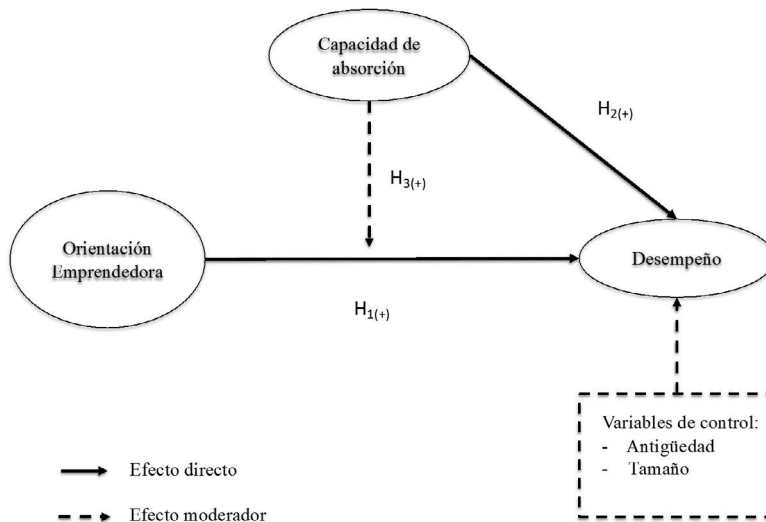 Capacidad de
absorción
H2(+)
H3(+)
Orientación
Emprendedora
Desempeño
H1(+)
Variables de control:
- Antigüedad
- Tamaño
Efecto directo
Efecto moderador